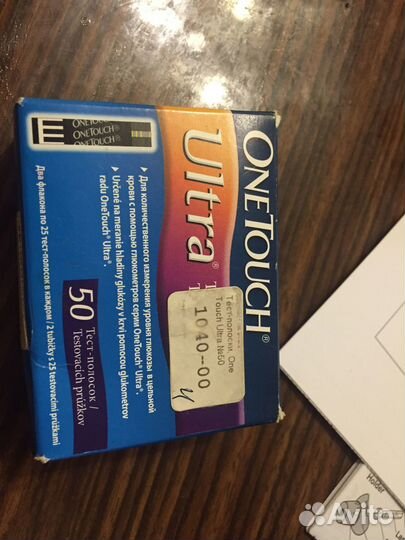 ONETOUCH®
Ultra®
ONETOUCH
ONETOUCH®
ONETOUCH®
Т
Т
Тест-полоски, One
Touch Ultra №50
1040-00
Для количественного измерения уровня глюкозы в цельной
крови с помощью глюкометров серии OneTouch® Ultra®.
Určené na meranie hladiny glukózy v krvi pomocou glukometrov
radu OneTouch® Ultra®.
50 Тест-полосок /
Testovacích prúžkov
Два флакона по 25 тест-полосок в каждом / 2 tubičky s 25 testovacími prúžkami
Holder
Avito